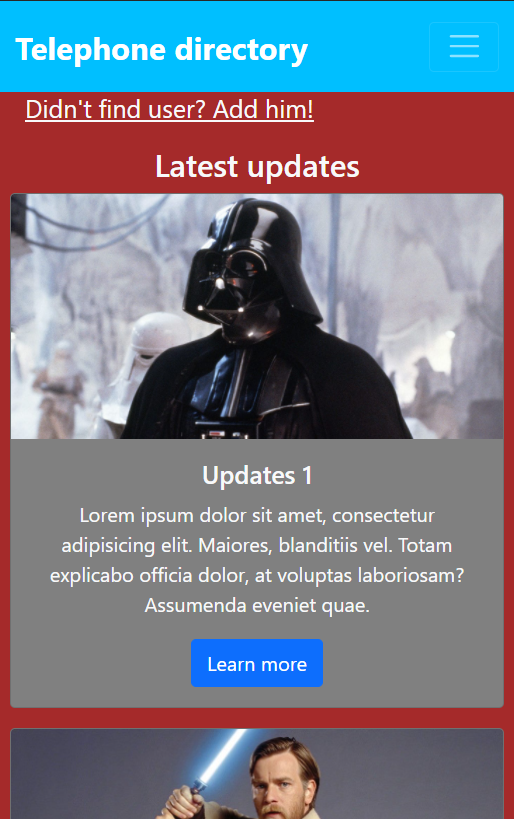 Telephone directory
Didn't find user? Add him!
Latest updates
Updates 1
Lorem ipsum dolor sit amet, consectetur
adipisicing elit. Maiores, blanditiis vel. Totam
explicabo officia dolor, at voluptas laboriosam?
Assumenda eveniet quae.
Learn more